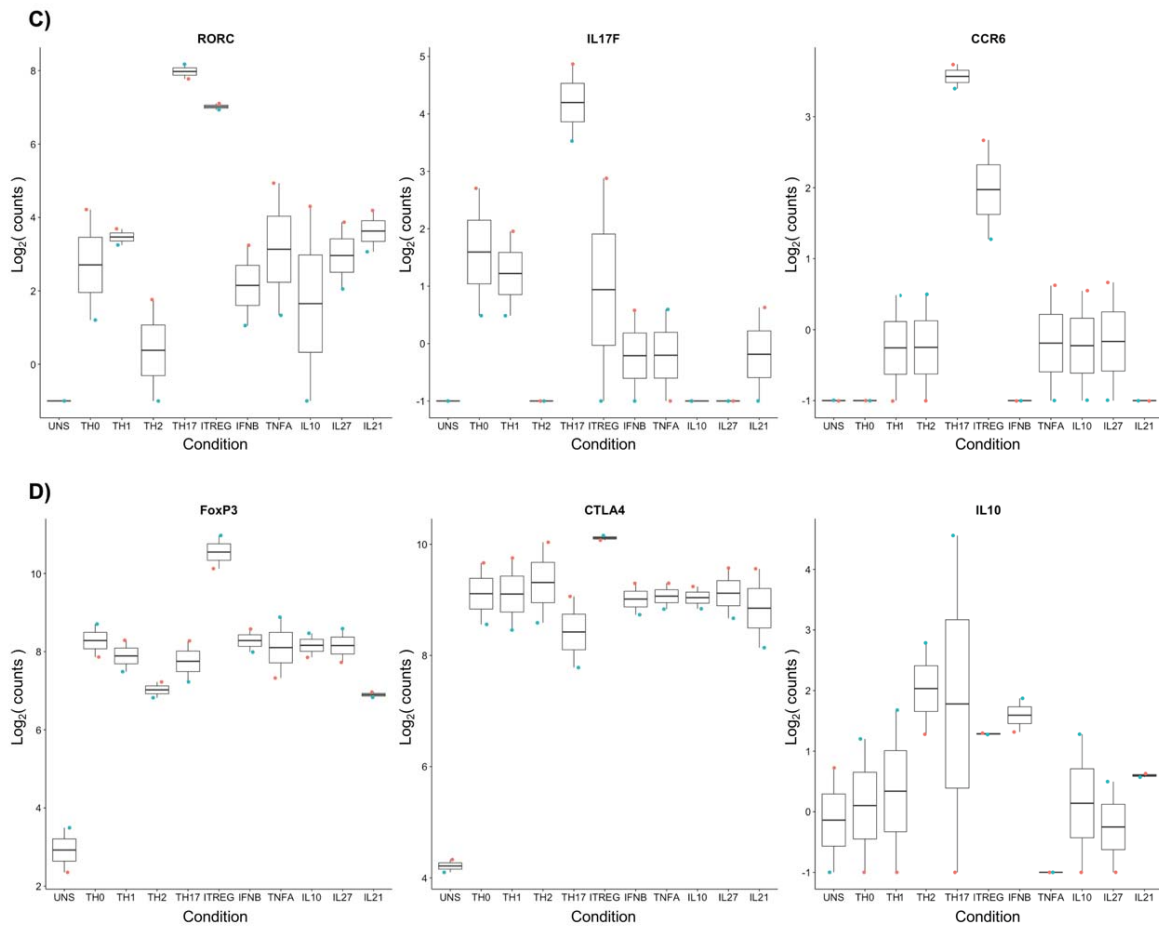 C)
RORC
IL17F
CCR6
Log2( counts )
8
6
4
2
0
UNS TH0 TH1 TH2 TH17 ITREG IFNB TNFA IL10 IL27 IL21
Condition
Log2( counts )
5
4
3
2
1
0
-1
UNS TH0 TH1 TH2 TH17 ITREG IFNB TNFA IL10 IL27 IL21
Condition
Log2( counts )
3
2
1
0
-1
UNS TH0 TH1 TH2 TH17 ITREG IFNB TNFA IL10 IL27 IL21
Condition
D)
FoxP3
CTLA4
IL10
Log2( counts )
10
8
6
4
2
UNS TH0 TH1 TH2 TH17 ITREG IFNB TNFA IL10 IL27 IL21
Condition
Log2( counts )
10
8
6
4
UNS TH0 TH1 TH2 TH17 ITREG IFNB TNFA IL10 IL27 IL21
Condition
Log2( counts )
4
3
2
1
0
-1
UNS TH0 TH1 TH2 TH17 ITREG IFNB TNFA IL10 IL27 IL21
Condition